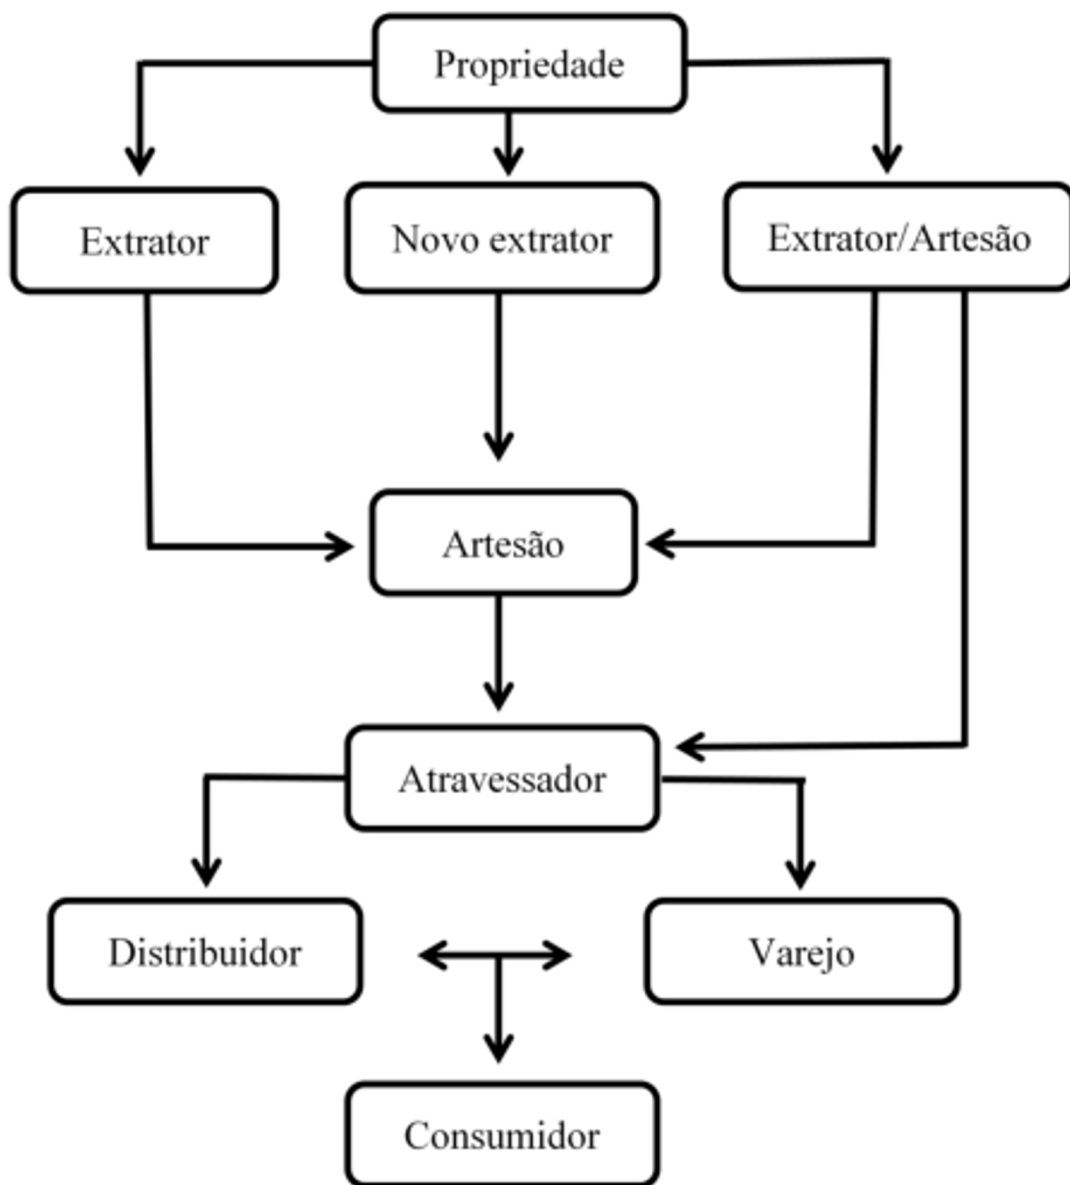 Propriedade
Extrator
Novo extrator
Extrator/Artesão
Artesão
Atravessador
Distribuidor
Varejo
Consumidor